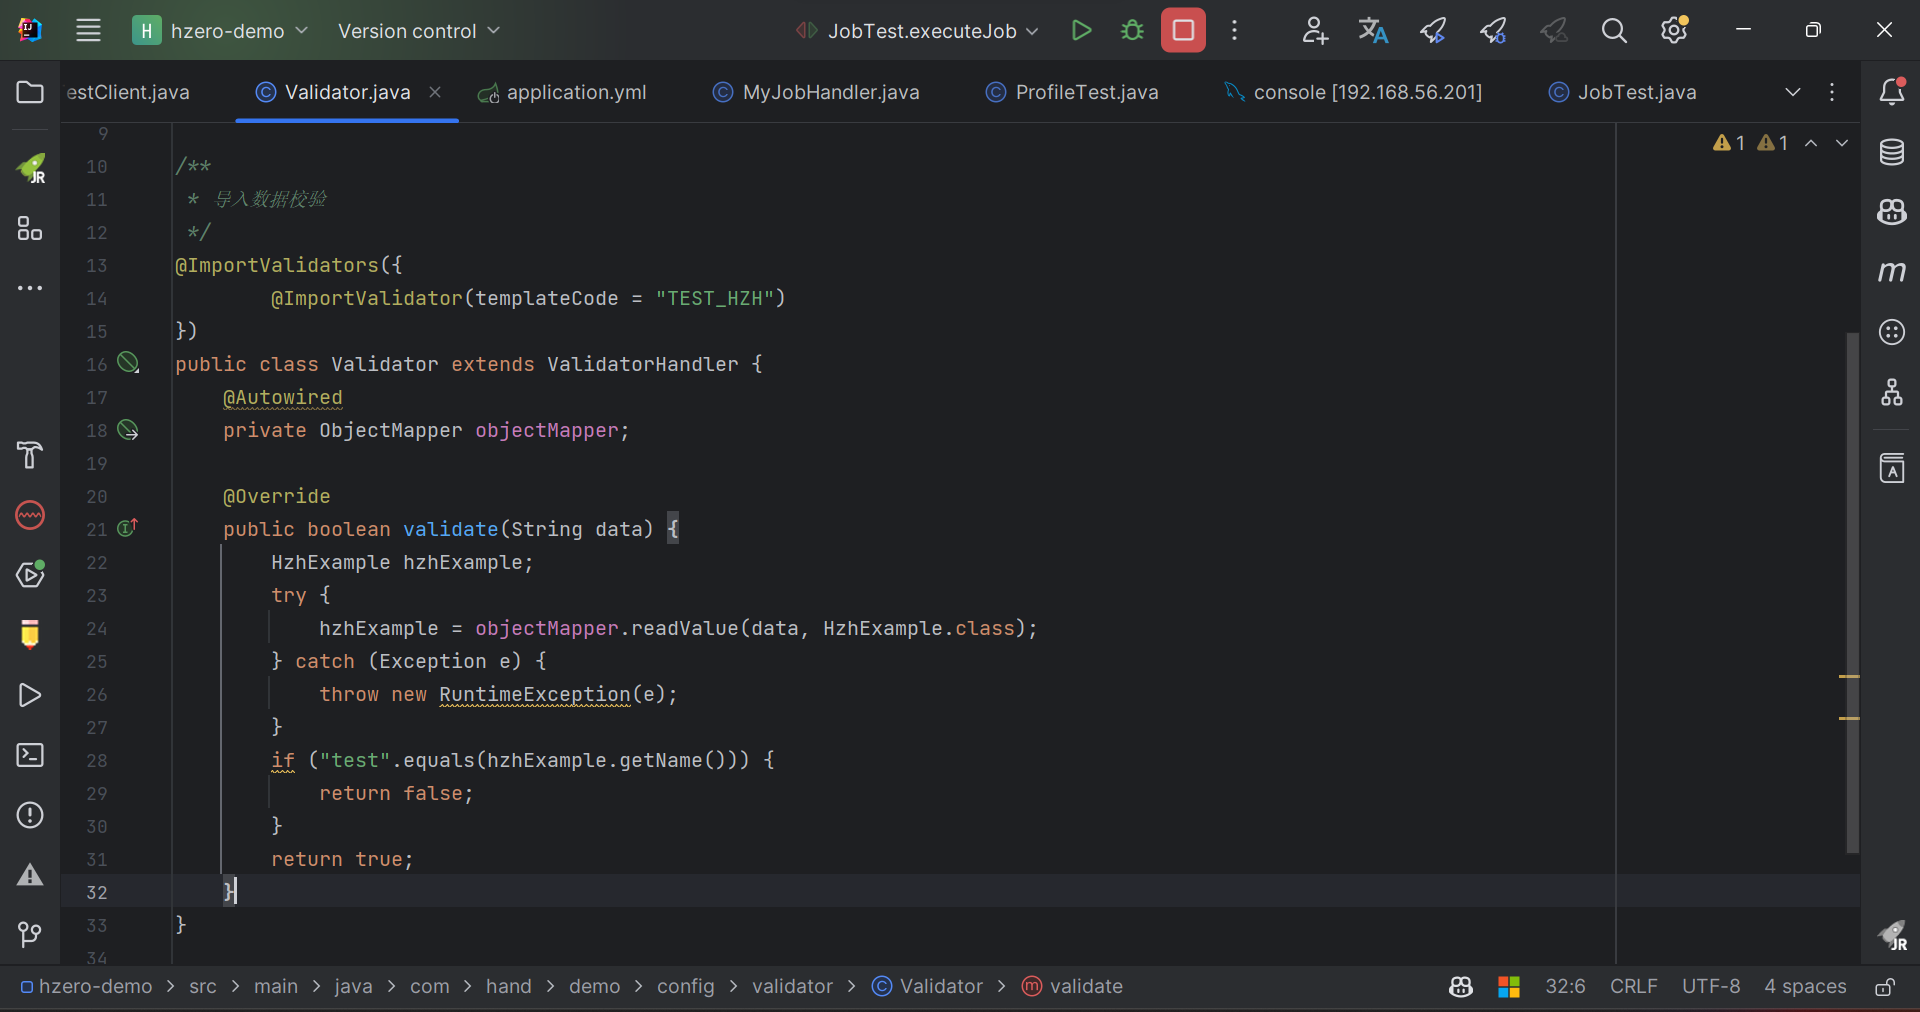 H hzero-demo Version control JobTest.executeJob
estClient.java Validator.java application.yml MyJobHandler.java ProfileTest.java console [192.168.56.201] JobTest.java
9
1 1
10 /**
11 * 导入数据校验
12 */
13 @ImportValidators({
14 @ImportValidator(templateCode = "TEST_HZH")
15 })
16 public class Validator extends ValidatorHandler {
17 @Autowired
18 private ObjectMapper objectMapper;
19
20 @Override
21 public boolean validate(String data) {
22 HzhExample hzhExample;
23 try {
24 hzhExample = objectMapper.readValue(data, HzhExample.class);
25 } catch (Exception e) {
26 throw new RuntimeException(e);
27 }
28 if ("test".equals(hzhExample.getName())) {
29 return false;
30 }
31 return true;
32 }
33 }
34
hzero-demo > src > main > java > com > hand > demo > config > validator > Validator > validate 32:6 CRLF UTF-8 4 spaces